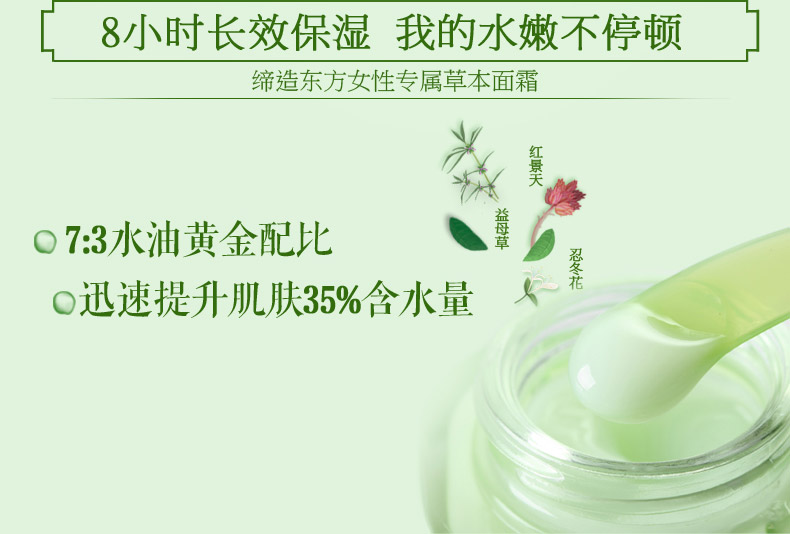 8小时长效保湿 我的水嫩不停顿
缔造东方女性专属草本面霜
红景天
益母草
忍冬花
7:3水油黄金配比
迅速提升肌肤35%含水量